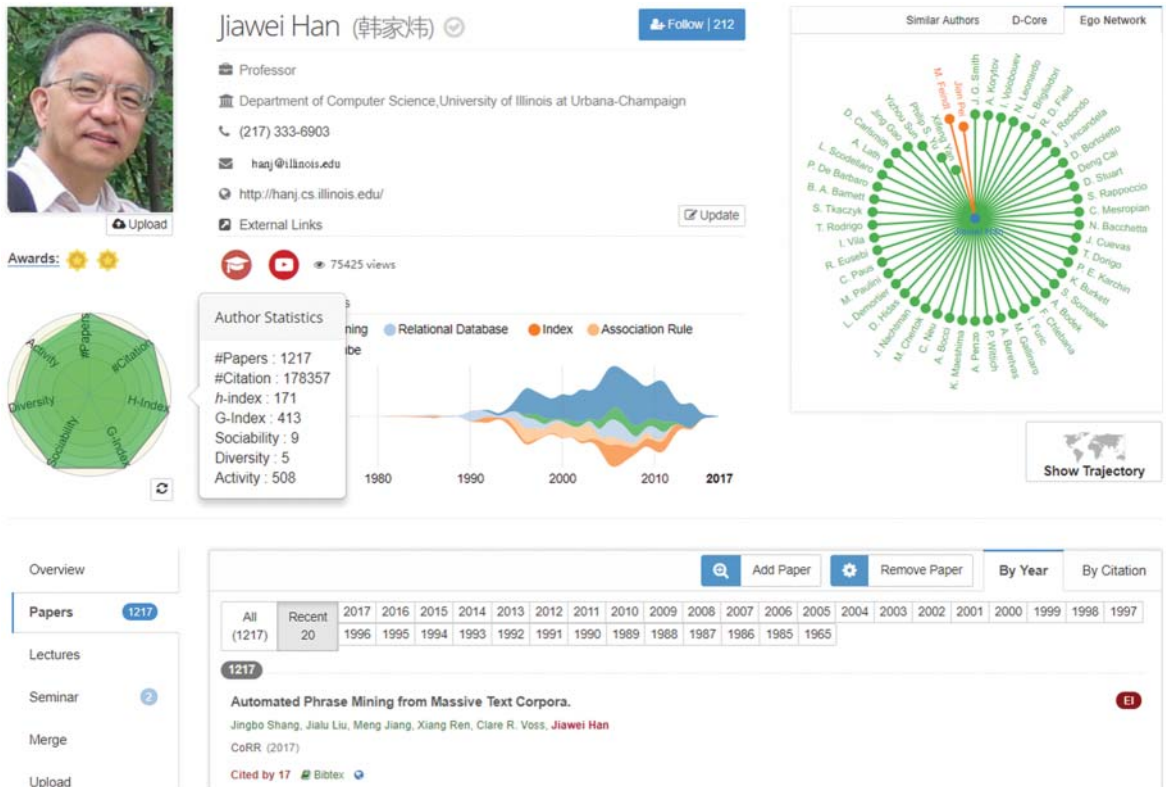 Jiawei Han (韩家炜)
Follow | 212
Professor
Department of Computer Science,University of Illinois at Urbana-Champaign
(217) 333-6903
hanj@illinois.edu
http://hanj.cs.illinois.edu/
External Links
Update
Upload
Awards:
75425 views
#Papers
#Citation
H-Index
G-Index
Sociability
Diversity
Activity
Author Statistics
#Papers : 1217
#Citation : 178357
h-index : 171
G-Index : 413
Sociability : 9
Diversity : 5
Activity : 508
s
ning
Relational Database
Index
Association Rule
be
1980
1990
2000
2010
2017
Similar Authors
D-Core
Ego Network
J. G. Smith
A. Korytov
I. Volobouev
N. Leonardo
L. Brigliadori
R. D. Field
I. Redondo
J. Incandela
D. Bortoletto
Deng Cai
D. Stuart
S. Rappoccio
C. Mesropian
N. Bacchetta
J. Cuevas
T. Dorigo
P. E. Karchin
K. Burkett
S. Somalwar
A. Bodek
F. Chlebana
I. Furic
M. Gallinaro
A. Beretvas
P. Wittich
A. Penzo
K. Maeshima
A. Bocci
C. Neu
M. Chertok
J. Nachtman
D. Hidas
L. Demortier
M. Paulini
C. Paus
R. Eusebi
I. Vila
T. Rodrigo
S. Tkaczyk
B. A. Barnett
P. De Barbaro
L. Scodellaro
A. Lath
D. Carlsmith
Jing Gao
Yizhou Sun
Philip S. Yu
Xifeng Yan
M. Feindt
Jian Pei
Jiawei Han
Show Trajectory
Overview
Papers 1217
Lectures
Seminar 2
Merge
Upload
Add Paper
Remove Paper
By Year
By Citation
All (1217)
Recent 20
2017 2016 2015 2014 2013 2012 2011 2010 2009 2008 2007 2006 2005 2004 2003 2002 2001 2000 1999 1998 1997
1996 1995 1994 1993 1992 1991 1990 1989 1988 1987 1986 1985 1965
1217
Automated Phrase Mining from Massive Text Corpora.
EI
Jingbo Shang, Jialu Liu, Meng Jiang, Xiang Ren, Clare R. Voss, Jiawei Han
CoRR (2017)
Cited by 17 Bibtex